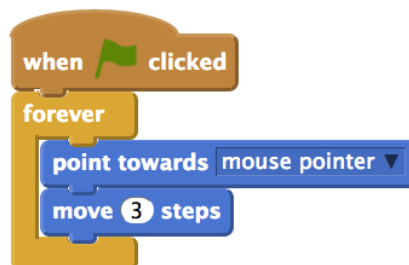 when clicked
forever
point towards mouse pointer
move 3 steps